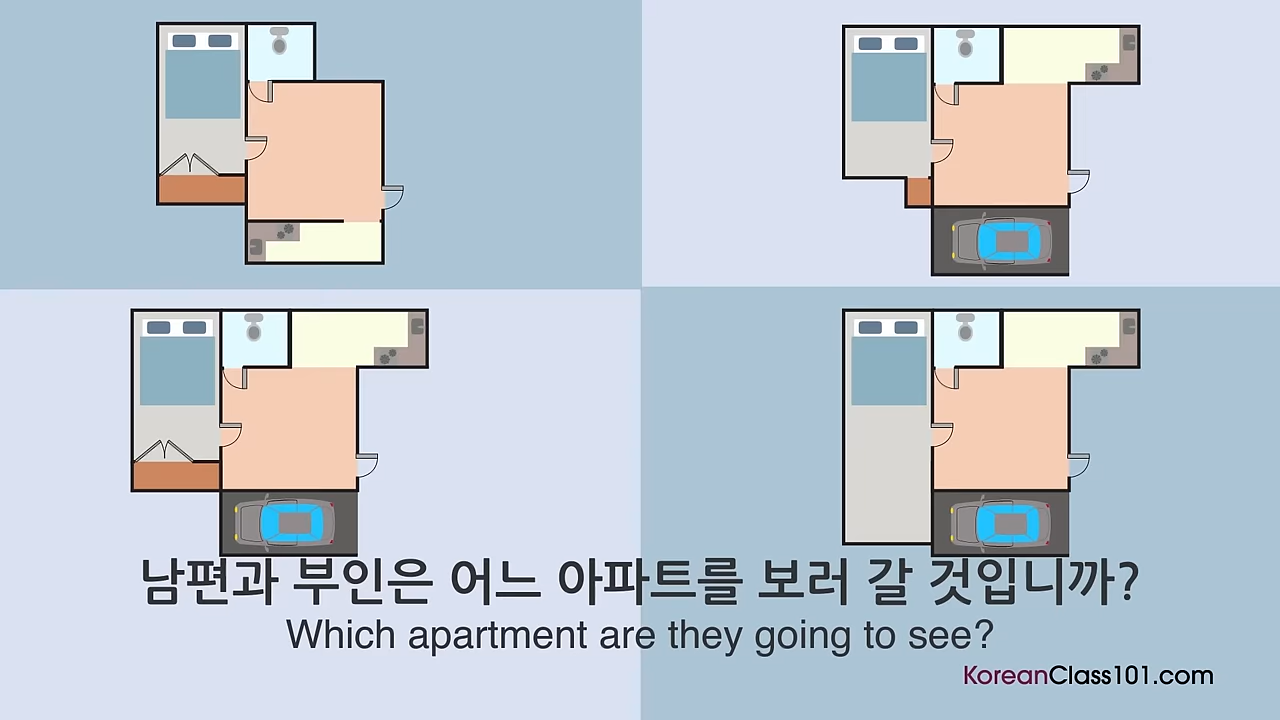 남편과 부인은 어느 아파트를 보러 갈 것입니까?
Which apartment are they going to see?
KoreanClass101.com